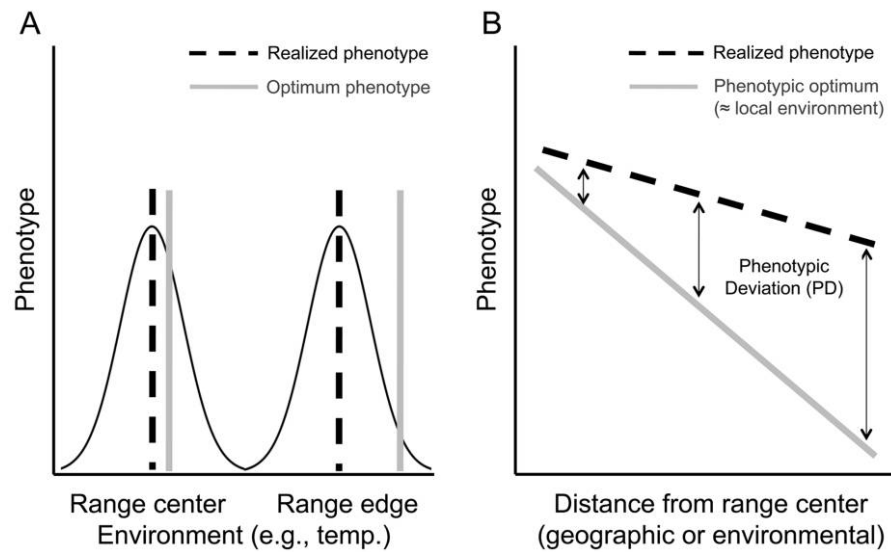 A
Realized phenotype
Optimum phenotype
Phenotype
Range center
Range edge
Environment (e.g., temp.)
B
Realized phenotype
Phenotypic optimum
(≈ local environment)
Phenotype
Phenotypic
Deviation (PD)
Distance from range center
(geographic or environmental)